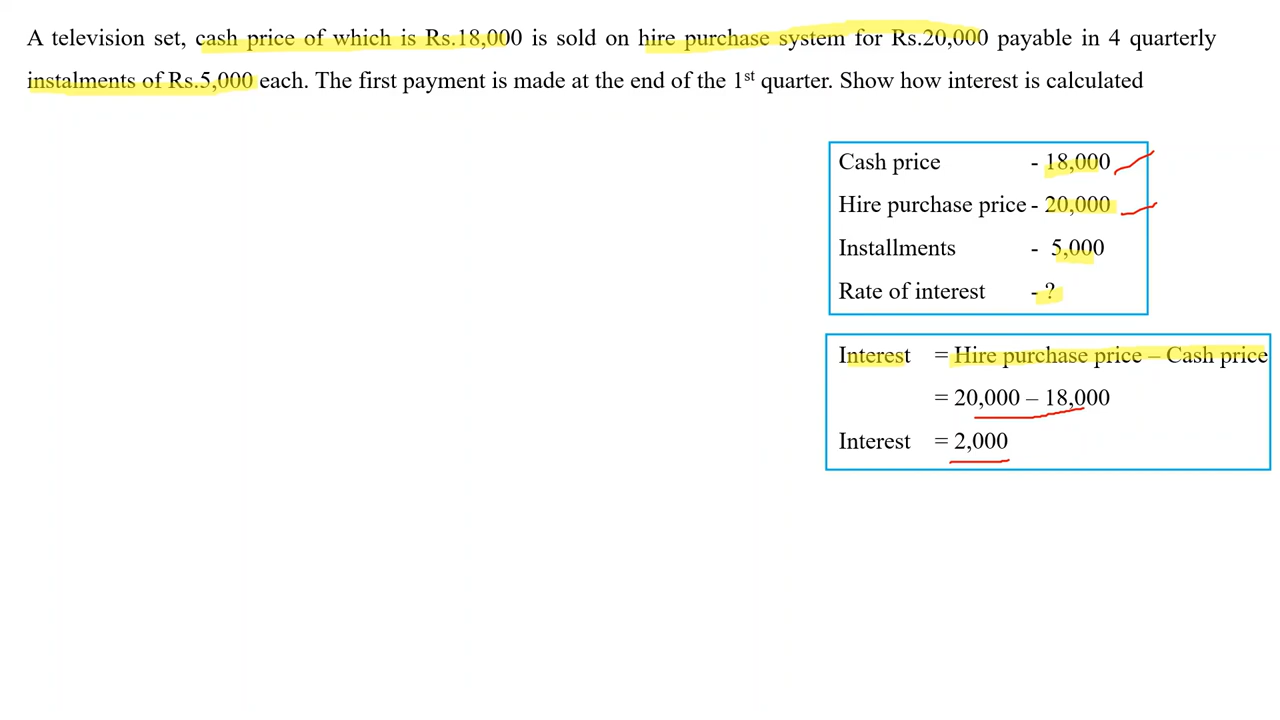 A television set, cash price of which is Rs.18,000 is sold on hire purchase system for Rs.20,000 payable in 4 quarterly
instalments of Rs.5,000 each. The first payment is made at the end of the 1st quarter. Show how interest is calculated
Cash price - 18,000
Hire purchase price - 20,000
Installments - 5,000
Rate of interest - ?
Interest = Hire purchase price – Cash price
= 20,000 – 18,000
Interest = 2,000